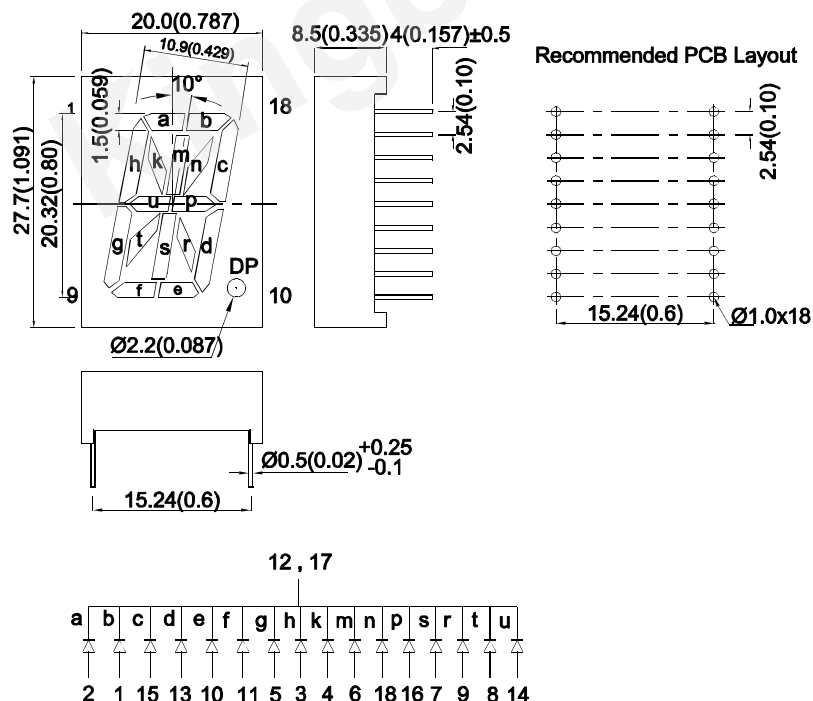 20.0(0.787)
10.9(0.429)
8.5(0.335)
4(0.157)±0.5
Recommended PCB Layout
10°
1
18
1.5(0.059)
27.7(1.091)
20.32(0.80)
2.54(0.10)
2.54(0.10)
a b
h k m n c
u p
g t s r d
f e
DP
9
10
15.24(0.6)
Ø1.0x18
Ø2.2(0.087)
Ø0.5(0.02) +0.25 -0.1
15.24(0.6)
12 , 17
a b c d e f g h k m n p s r t u
2 1 15 13 10 11 5 3 4 6 18 16 7 9 8 14